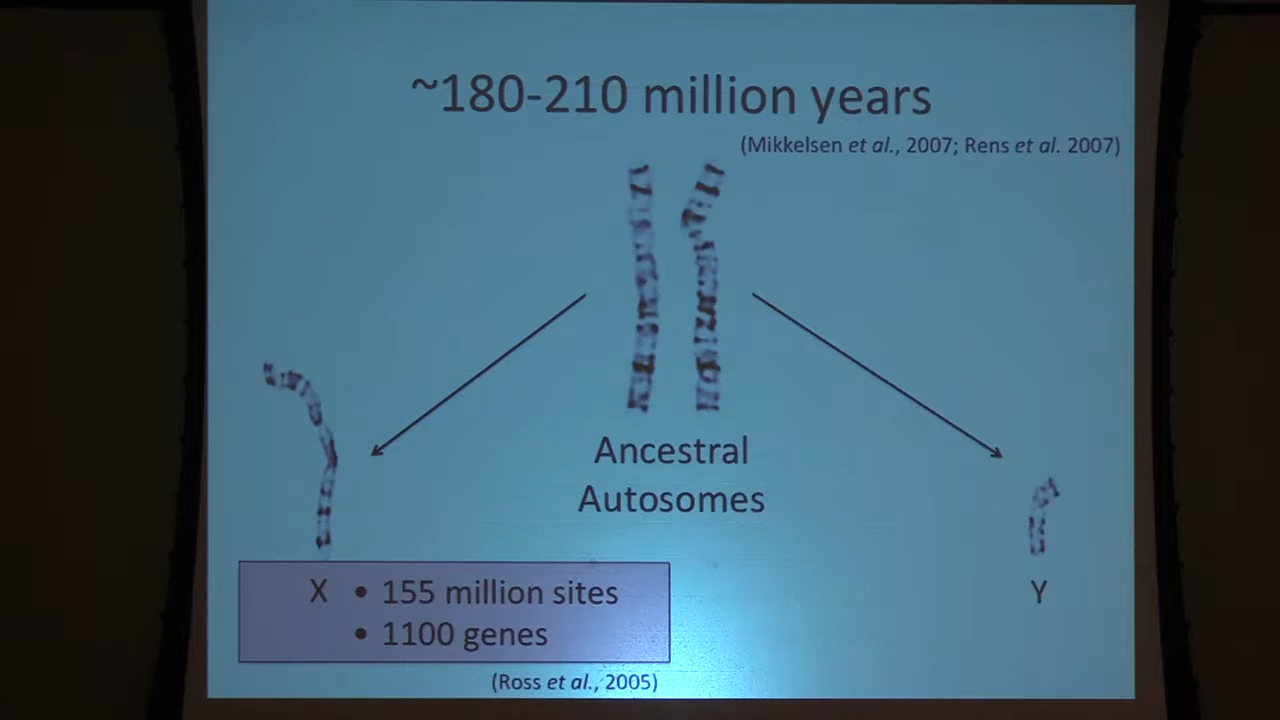 ~180-210 million years
(Mikkelsen et al., 2007; Rens et al. 2007)
Ancestral
Autosomes
X • 155 million sites
• 1100 genes
(Ross et al., 2005)
Y